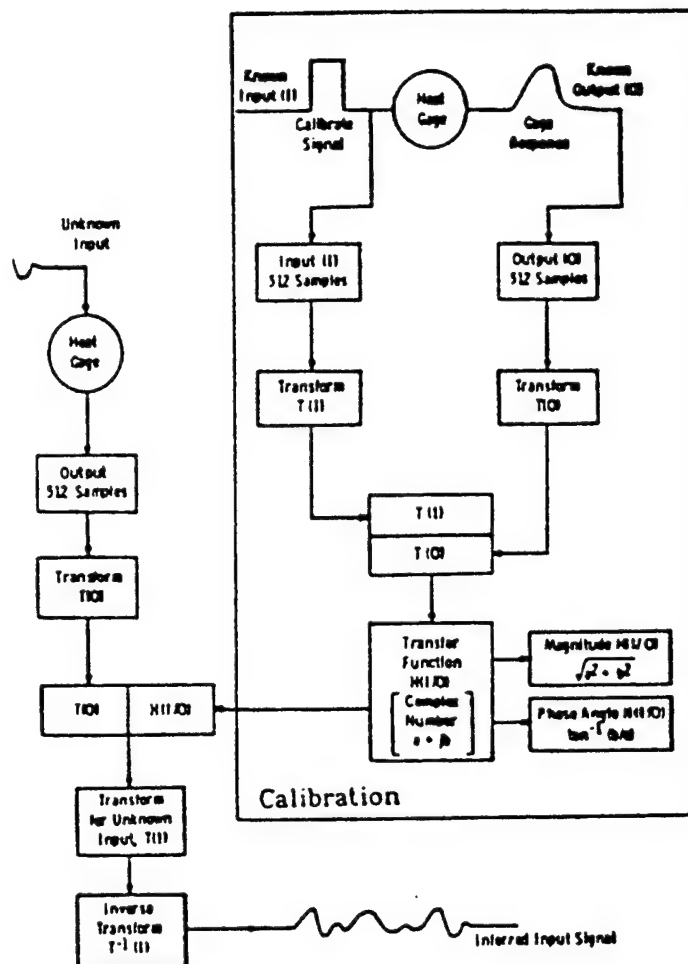 Known
Input (I)
Calibrate
Signal
Heat
Gage
Gage
Response
Known
Output (O)
Unknown
Input
Heat
Gage
Output
512 Samples
Transform
T(O)
Input (I)
512 Samples
Output (O)
512 Samples
Transform
T (I)
Transform
T(O)
T (I)
T (O)
Transfer
Function
H(I/O)
Complex
Number
a + jb
Magnitude H(I/O)
√a² + b²
Phase Angle H(I/O)
tan⁻¹ (b/a)
T(O)
H(I/O)
Calibration
Transform
for Unknown
Input, T(I)
Inverse
Transform
T⁻¹ (I)
Inferred Input Signal